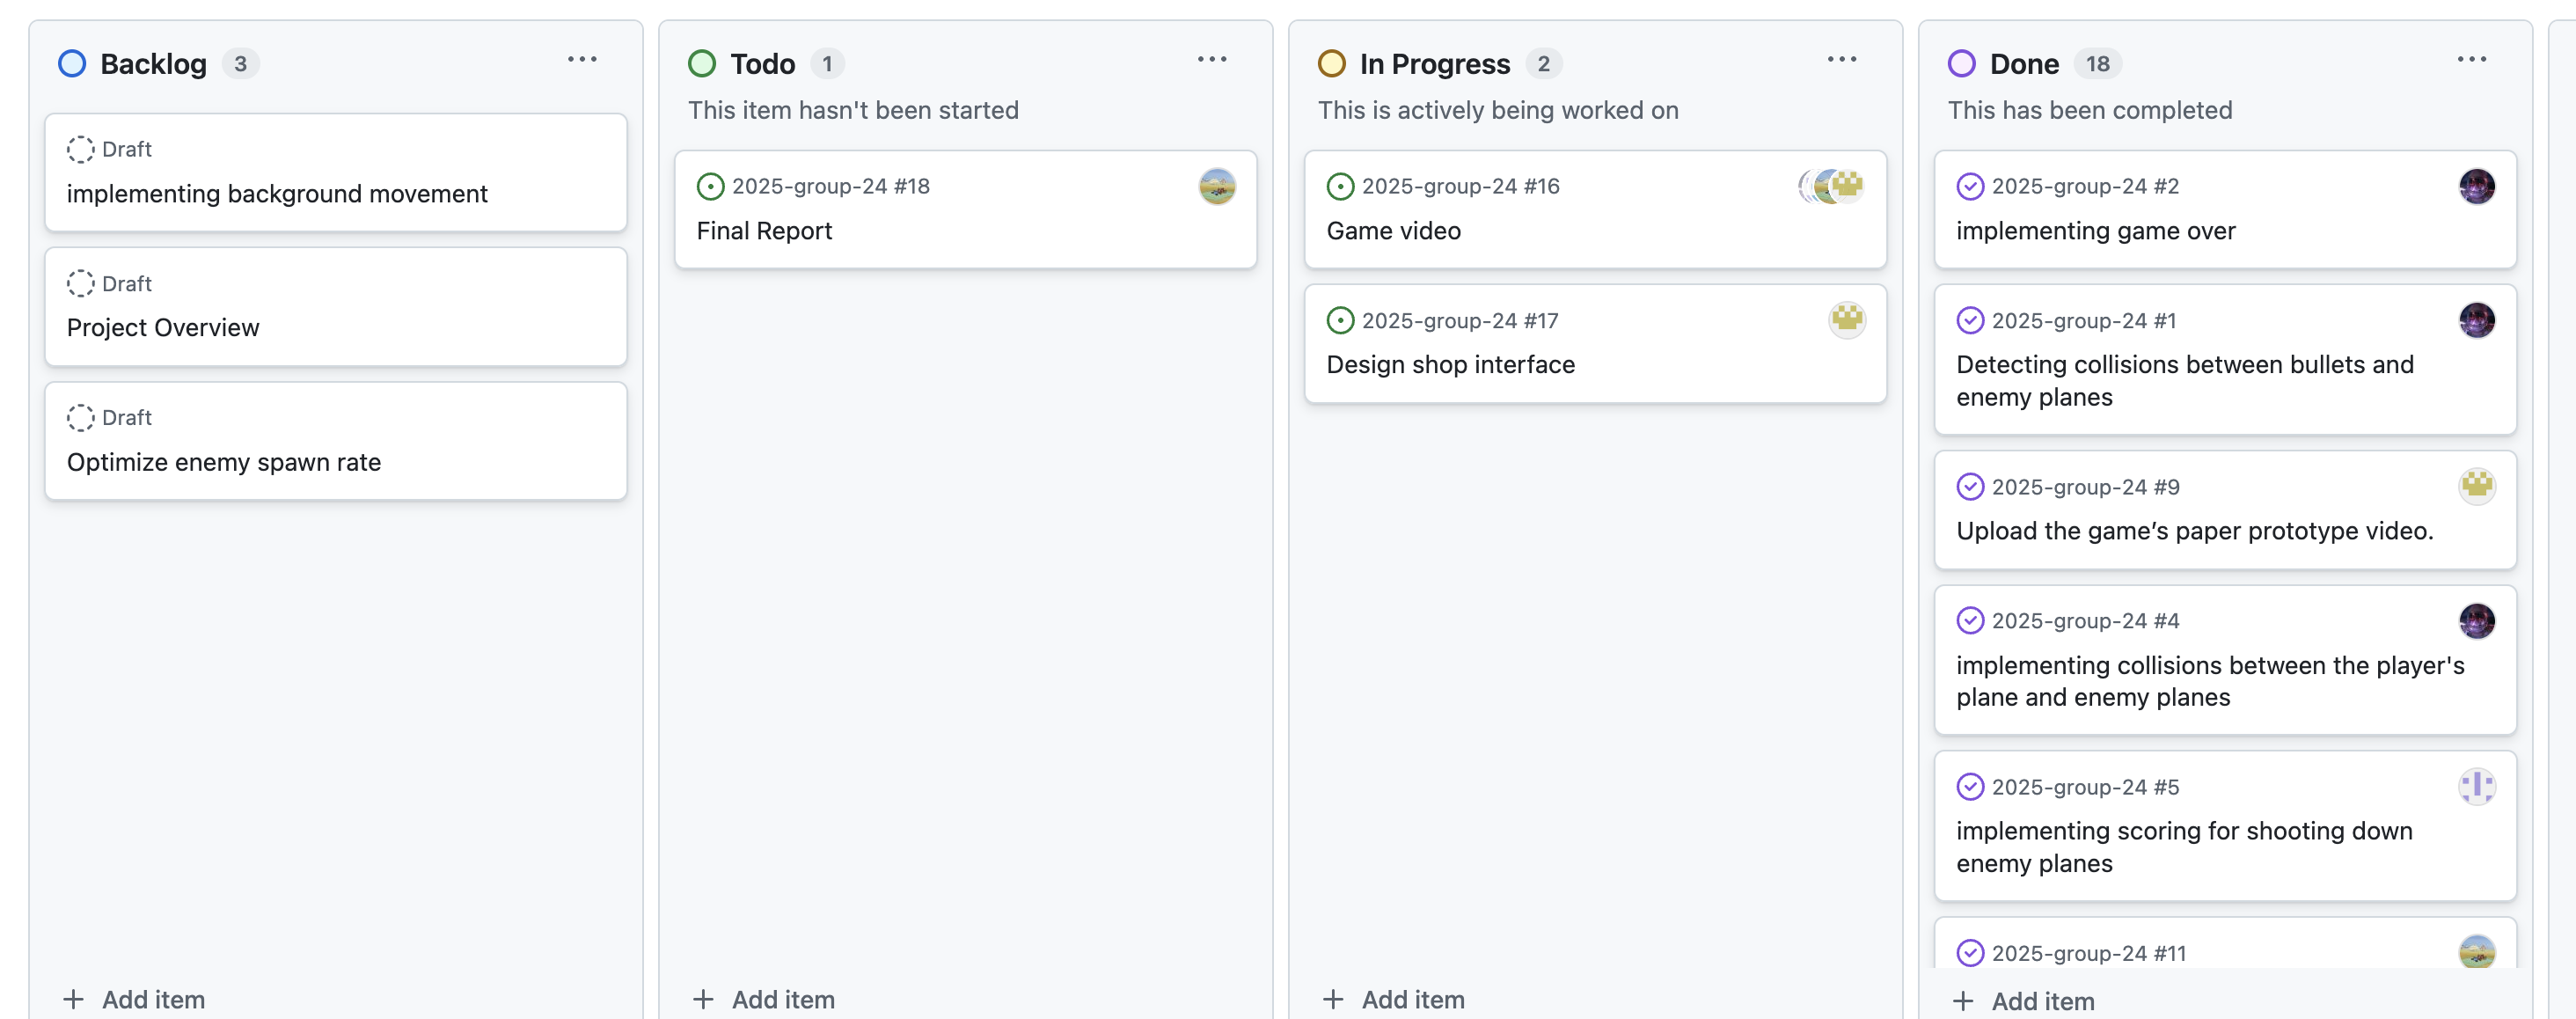 Backlog 3
Draft
implementing background movement
Draft
Project Overview
Draft
Optimize enemy spawn rate
+ Add item
Todo 1
This item hasn't been started
2025-group-24 #18
Final Report
+ Add item
In Progress 2
This is actively being worked on
2025-group-24 #16
Game video
2025-group-24 #17
Design shop interface
+ Add item
Done 18
This has been completed
2025-group-24 #2
implementing game over
2025-group-24 #1
Detecting collisions between bullets and
enemy planes
2025-group-24 #9
Upload the game’s paper prototype video.
2025-group-24 #4
implementing collisions between the player's
plane and enemy planes
2025-group-24 #5
implementing scoring for shooting down
enemy planes
2025-group-24 #11
+ Add item